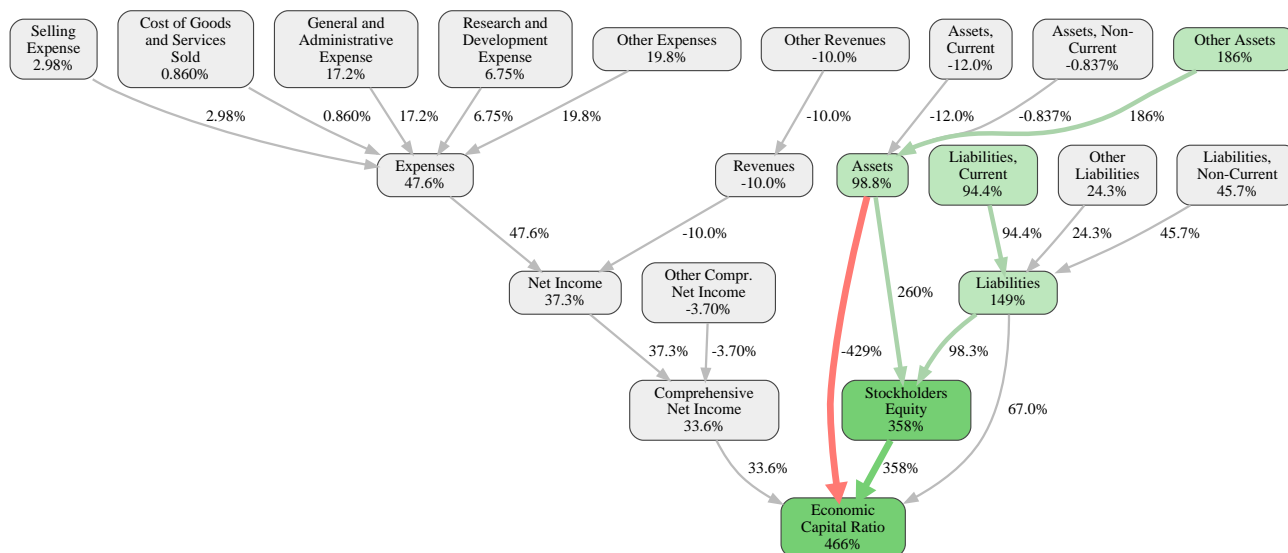 Selling
Expense
2.98%
Cost of Goods
and Services
Sold
0.860%
General and
Administrative
Expense
17.2%
Research and
Development
Expense
6.75%
Other Expenses
19.8%
Other Revenues
-10.0%
Assets,
Current
-12.0%
Assets, Non-
Current
-0.837%
Other Assets
186%
2.98%
0.860%
17.2%
6.75%
19.8%
-10.0%
-12.0%
-0.837%
186%
Expenses
47.6%
Revenues
-10.0%
Assets
98.8%
Liabilities,
Current
94.4%
Other
Liabilities
24.3%
Liabilities,
Non-Current
45.7%
47.6%
-10.0%
94.4%
24.3%
45.7%
Net Income
37.3%
Other Compr.
Net Income
-3.70%
260%
Liabilities
149%
37.3%
-3.70%
-429%
98.3%
Comprehensive
Net Income
33.6%
Stockholders
Equity
358%
67.0%
33.6%
358%
Economic
Capital Ratio
466%